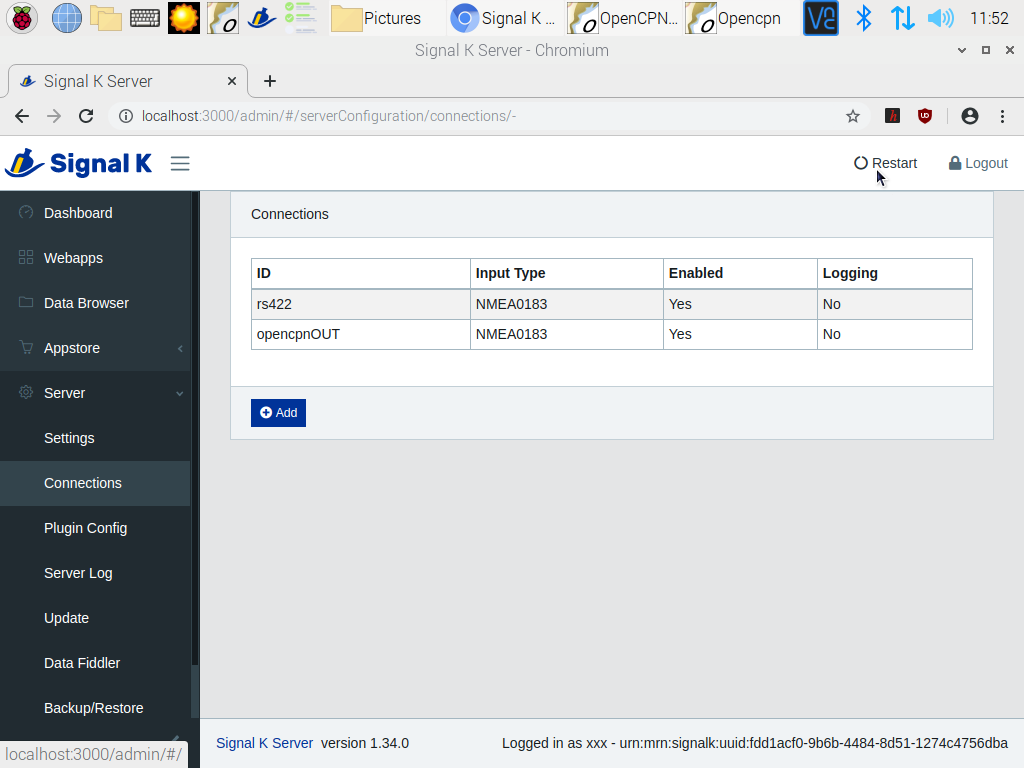 Pictures Signal K ... OpenCPN... Opencpn VNC 11:52
Signal K Server - Chromium
Signal K Server
localhost:3000/admin/#/serverConfiguration/connections/-
Signal K Restart Logout
Dashboard
Webapps
Data Browser
Appstore
Server
Settings
Connections
Plugin Config
Server Log
Update
Data Fiddler
Backup/Restore
Connections
ID Input Type Enabled Logging
rs422 NMEA0183 Yes No
opencpnOUT NMEA0183 Yes No
Add
Signal K Server version 1.34.0 Logged in as xxx - urn:mrn:signalk:uuid:fdd1acf0-9b6b-4484-8d51-1274c4756dba
localhost:3000/admin/#/